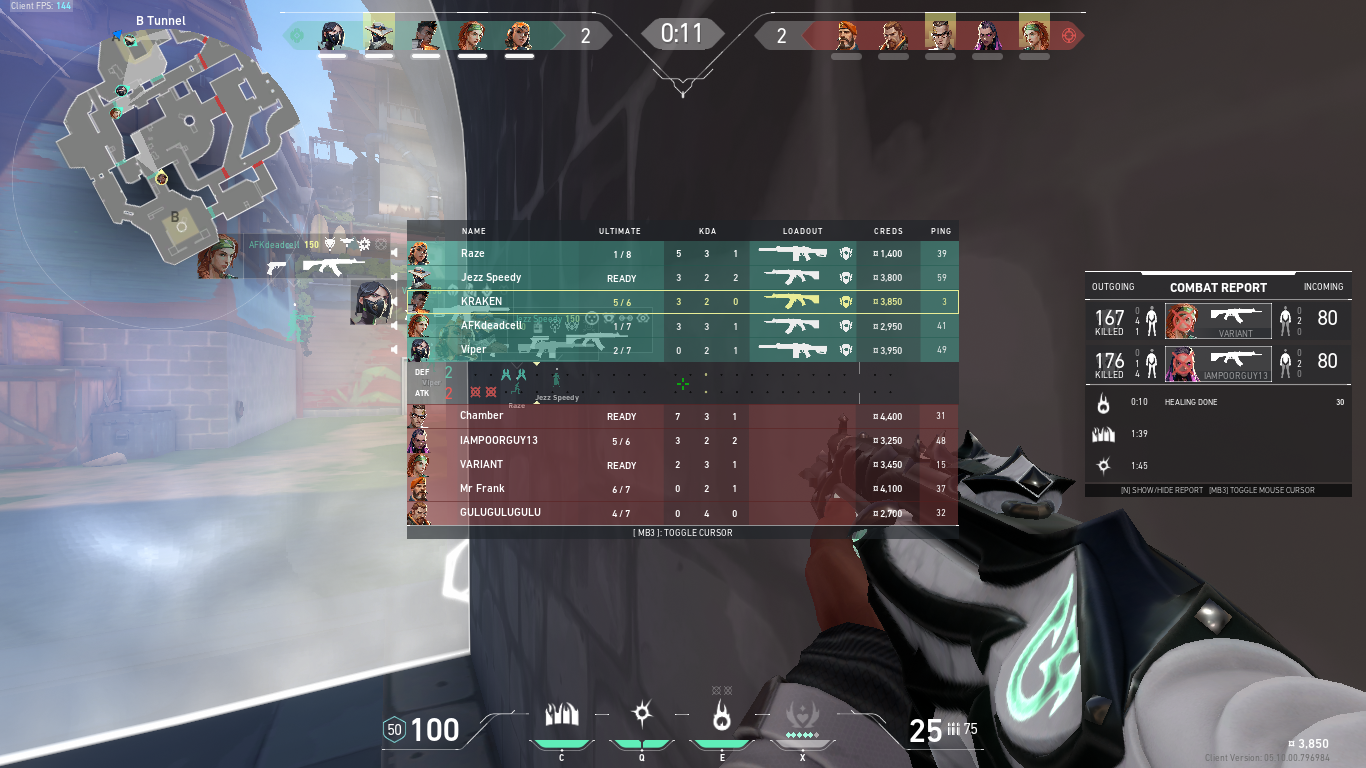 Client FPS: 144
B Tunnel
2 0:11 2
B
AFKdeadcell 150
NAME ULTIMATE KDA LOADOUT CREDS PING
Raze 1 / 8 5 3 1 ¤ 1,400 39
Jezz Speedy READY 3 2 2 ¤ 3,800 59
KRAKEN 5 / 6 3 2 0 ¤ 3,850 3
Jezz Speedy 150
AFKdeadcell 1 / 7 3 3 1 ¤ 2,950 41
Viper 2 / 7 0 2 1 ¤ 3,950 49
DEF 2
Viper
ATK 2
Jezz Speedy
Raze
Chamber READY 7 3 1 ¤ 4,400 31
IAMPOORGUY13 5 / 6 3 2 2 ¤ 3,250 48
VARIANT READY 2 3 1 ¤ 3,450 15
Mr Frank 6 / 7 0 2 1 ¤ 4,100 37
GULUGULUGULU 4 / 7 0 4 0 ¤ 2,700 32
[ MB3 ]: TOGGLE CURSOR
OUTGOING COMBAT REPORT INCOMING
167 KILLED 0 4 1 VARIANT 0 2 0 80
176 KILLED 0 1 4 IAMPOORGUY13 0 2 0 80
0:10 HEALING DONE 30
1:39
1:45
[N] SHOW/HIDE REPORT [MB3] TOGGLE MOUSE CURSOR
50 100
C Q E X
25 75
¤ 3,850
Client Version: 05.10.00.796984